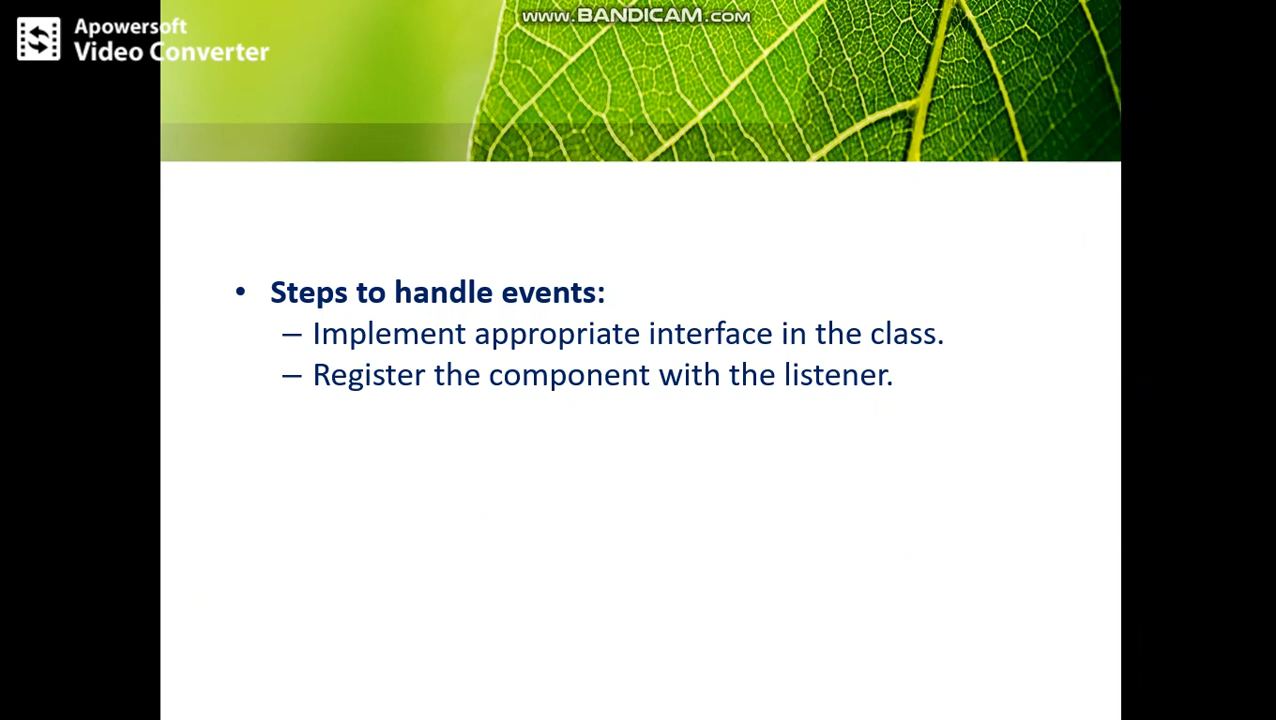 Apowersoft
Video Converter
www.BANDICAM.com
• Steps to handle events:
– Implement appropriate interface in the class.
– Register the component with the listener.